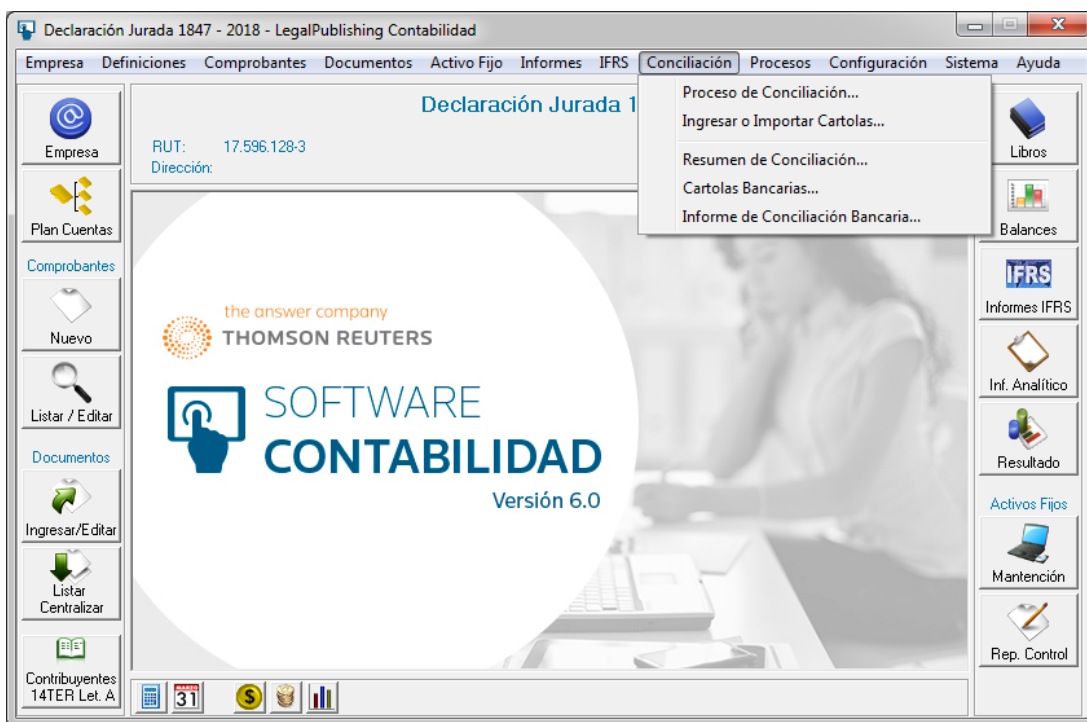 Declaración Jurada 1847 - 2018 - LegalPublishing Contabilidad
Empresa Definiciones Comprobantes Documentos Activo Fijo Informes IFRS Conciliación Procesos Configuración Sistema Ayuda
Declaración Jurada 1
RUT: 17.596.128-3
Dirección:
Proceso de Conciliación...
Ingresar o Importar Cartolas...
Resumen de Conciliación...
Cartolas Bancarias...
Informe de Conciliación Bancaria...
Empresa
Plan Cuentas
Comprobantes
Nuevo
Listar / Editar
Documentos
Ingresar/Editar
Listar
Centralizar
Contribuyentes
14TER Let. A
the answer company
THOMSON REUTERS
SOFTWARE
CONTABILIDAD
Versión 6.0
Libros
Balances
IFRS
Informes IFRS
Inf. Analítico
Resultado
Activos Fijos
Mantención
Rep. Control
MARZO
31
$